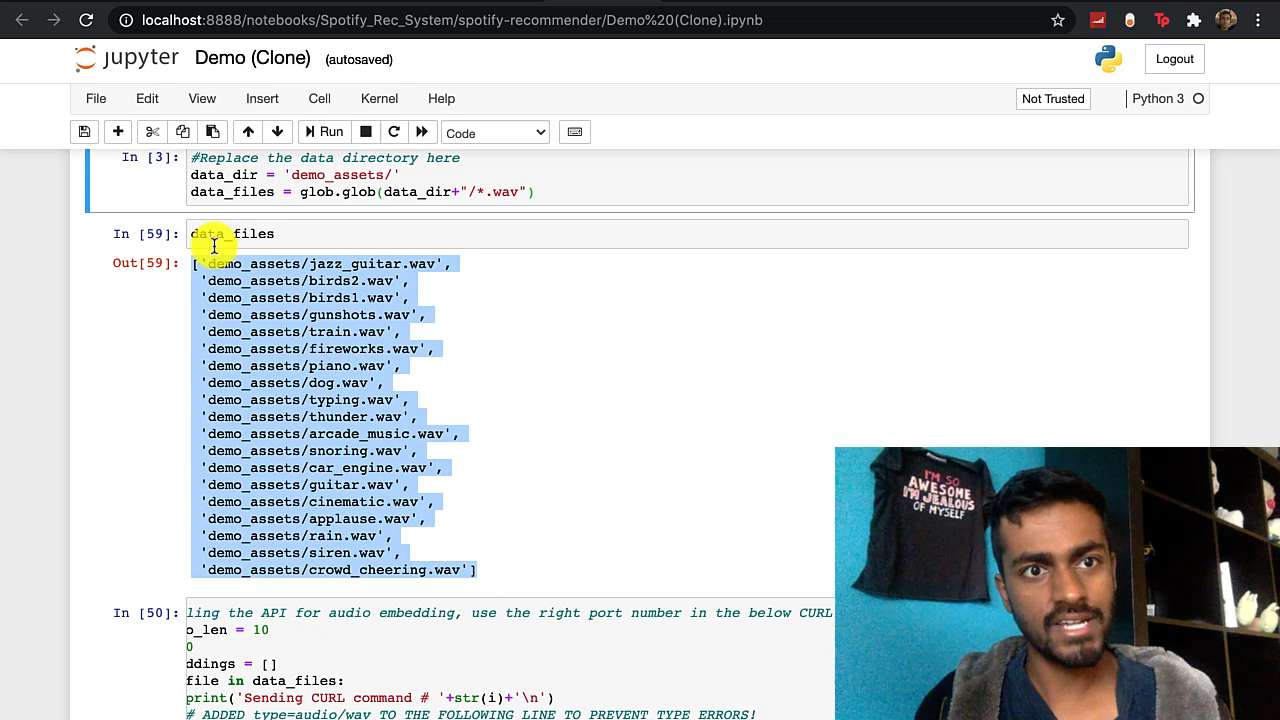 localhost:8888/notebooks/Spotify_Rec_System/spotify-recommender/Demo%20(Clone).ipynb
Tp
jupyter Demo (Clone) (autosaved)
Logout
File Edit View Insert Cell Kernel Help
Not Trusted
Python 3
Run
Code
In [3]: #Replace the data directory here
data_dir = 'demo_assets/'
data_files = glob.glob(data_dir+"/*.wav")
In [59]: data_files
Out[59]: ['demo_assets/jazz_guitar.wav',
'demo_assets/birds2.wav',
'demo_assets/birds1.wav',
'demo_assets/gunshots.wav',
'demo_assets/train.wav',
'demo_assets/fireworks.wav',
'demo_assets/piano.wav',
'demo_assets/dog.wav',
'demo_assets/typing.wav',
'demo_assets/thunder.wav',
'demo_assets/arcade_music.wav',
'demo_assets/snoring.wav',
'demo_assets/car_engine.wav',
'demo_assets/guitar.wav',
'demo_assets/cinematic.wav',
'demo_assets/applause.wav',
'demo_assets/rain.wav',
'demo_assets/siren.wav',
'demo_assets/crowd_cheering.wav']
In [50]: ling the API for audio embedding, use the right port number in the below CURL
o_len = 10
0
ddings = []
file in data_files:
print('Sending CURL command # '+str(i)+'\n')
# ADDED type=audio/wav TO THE FOLLOWING LINE TO PREVENT TYPE ERRORS!
I'M SO
AWESOME
I'M JEALOUS
OF MYSELF